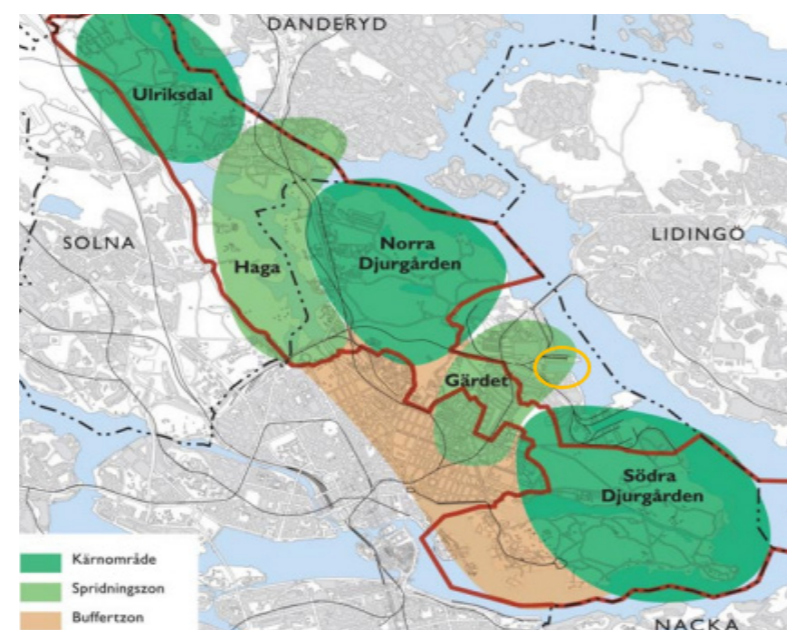 DANDERYD
Ulriksdal
SOLNA
LIDINGÖ
Norra
Djurgården
Haga
Gärdet
Södra
Djurgården
Kärnområde
Spridningszon
Buffertzon
NACKA